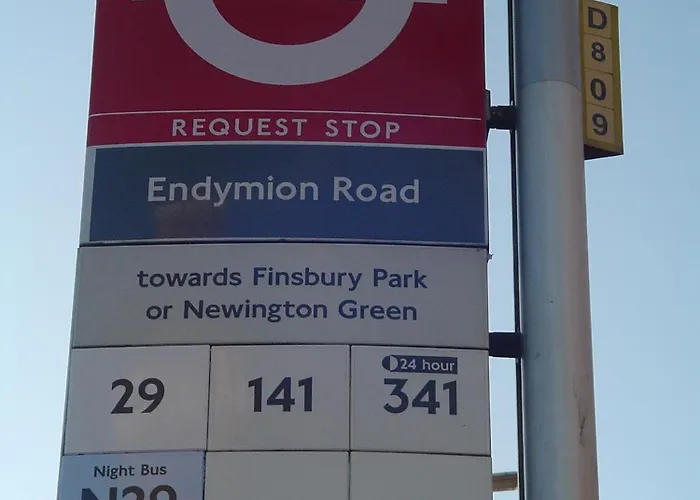 REQUEST STOP
Endymion Road
towards Finsbury Park
or Newington Green
29 141 24 hour 341
Night Bus
N29
D
8
0
9